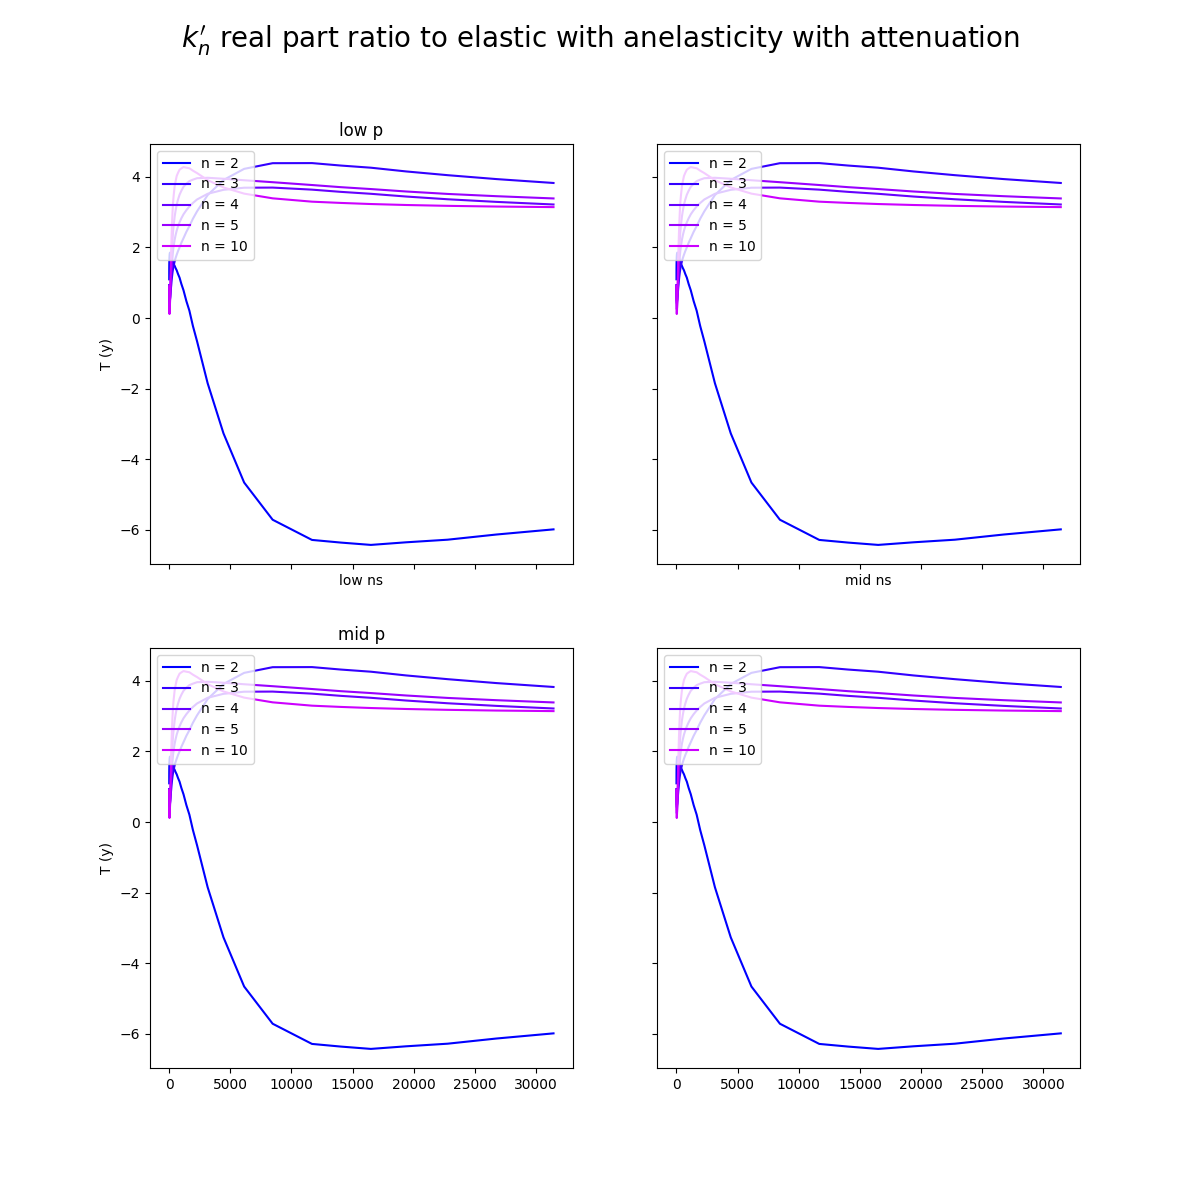 k′ₙ real part ratio to elastic with anelasticity with attenuation
low p
n = 2
n = 3
n = 4
n = 5
n = 10
4
2
0
−2
−4
−6
T (y)
low ns
n = 2
n = 3
n = 4
n = 5
n = 10
mid ns
mid p
n = 2
n = 3
n = 4
n = 5
n = 10
4
2
0
−2
−4
−6
T (y)
0 5000 10000 15000 20000 25000 30000
n = 2
n = 3
n = 4
n = 5
n = 10
0 5000 10000 15000 20000 25000 30000